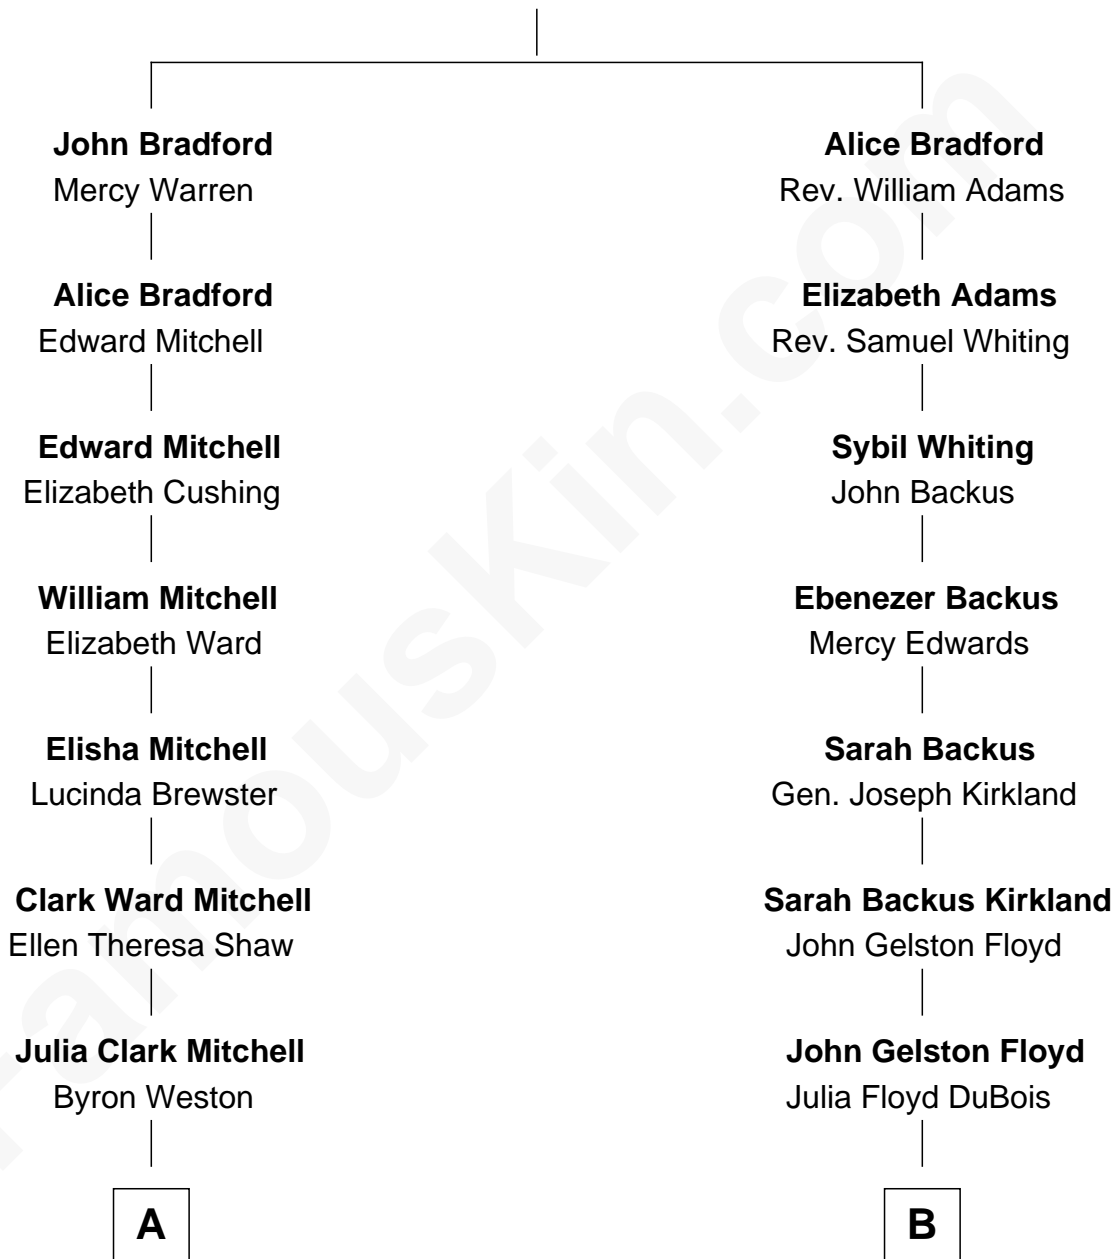 John Bradford
Mercy Warren
Alice Bradford
Edward Mitchell
Edward Mitchell
Elizabeth Cushing
William Mitchell
Elizabeth Ward
Elisha Mitchell
Lucinda Brewster
Clark Ward Mitchell
Ellen Theresa Shaw
Julia Clark Mitchell
Byron Weston
A
Alice Bradford
Rev. William Adams
Elizabeth Adams
Rev. Samuel Whiting
Sybil Whiting
John Backus
Ebenezer Backus
Mercy Edwards
Sarah Backus
Gen. Joseph Kirkland
Sarah Backus Kirkland
John Gelston Floyd
John Gelston Floyd
Julia Floyd DuBois
B
FamousKin.com